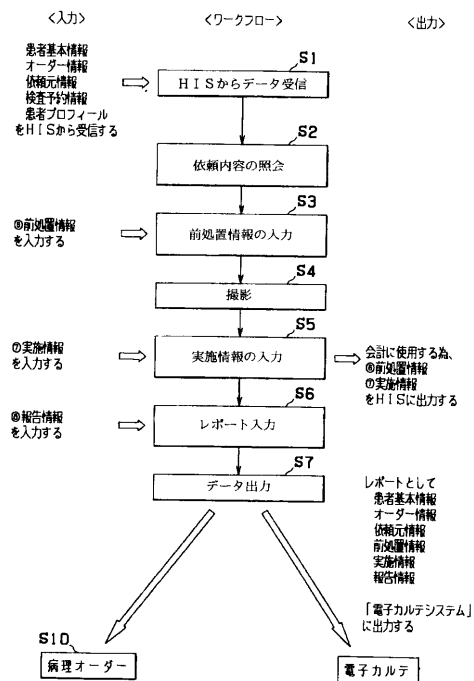 <入力>
<ワークフロー>
<出力>
患者基本情報
オーダー情報
依頼元情報
検査予約情報
患者プロフィール
をHISから受信する
S1
HISからデータ受信
S2
依頼内容の照会
S3
⑥前処置情報
を入力する
前処置情報の入力
S4
撮影
S5
⑦実施情報
を入力する
実施情報の入力
会計に使用する為、
⑥前処置情報
⑦実施情報
をHISに出力する
S6
⑧報告情報
を入力する
レポート入力
S7
データ出力
レポートとして
患者基本情報
オーダー情報
依頼元情報
前処置情報
実施情報
報告情報
「電子カルテシステム」
に出力する
S10
病理オーダー
電子カルテ